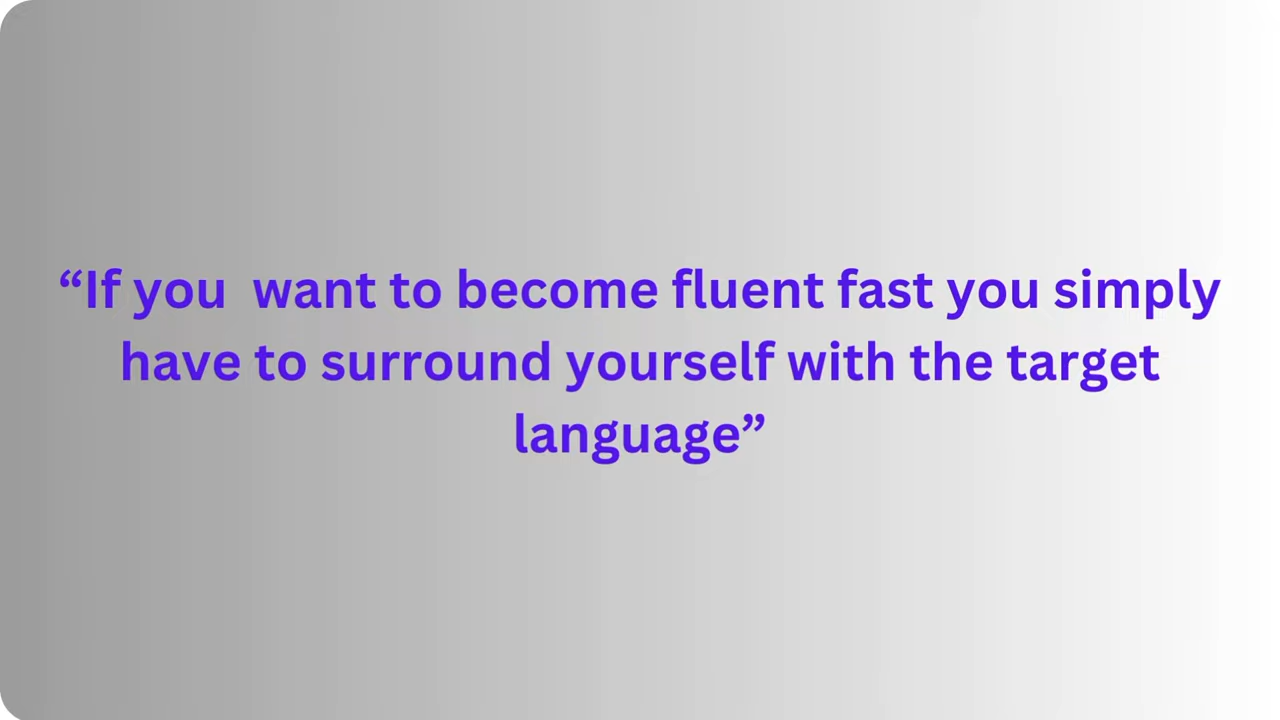 “If you  want to become fluent fast you simply
have to surround yourself with the target
language”